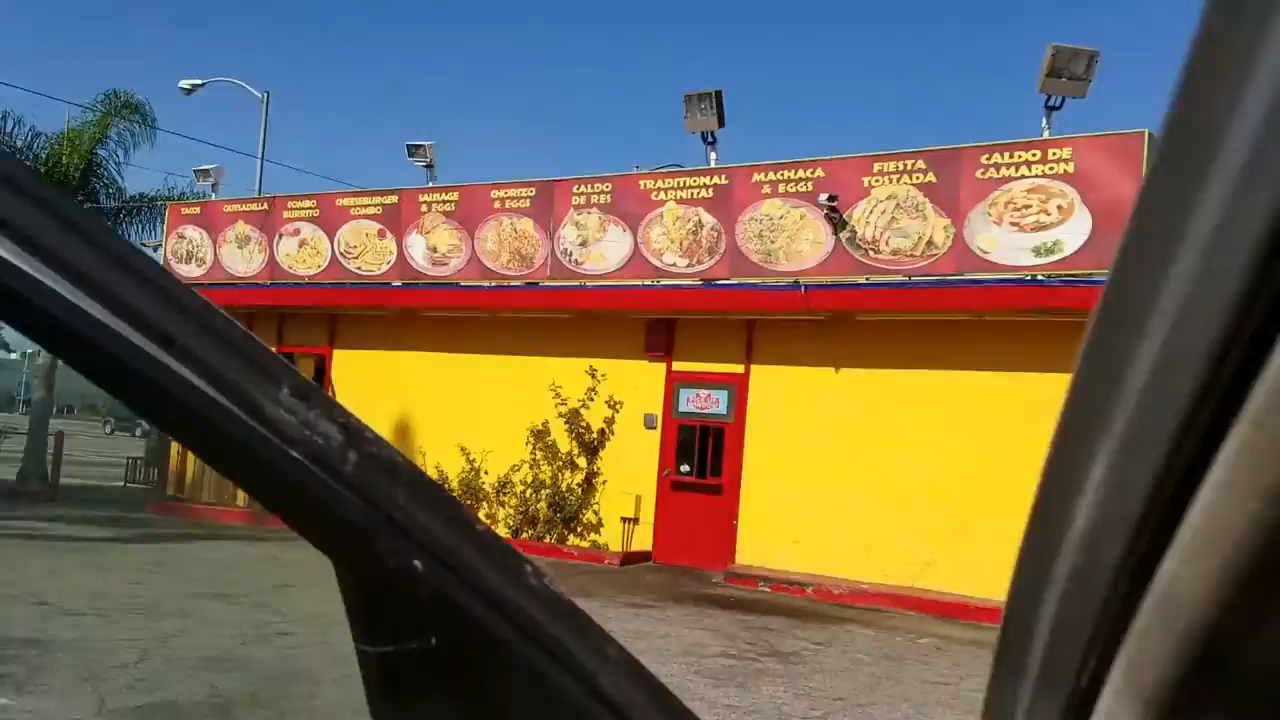 TACOS
QUESADILLA
COMBO
BURRITO
CHEESEBURGER
COMBO
SAUSAGE
& EGGS
CHORIZO
& EGGS
CALDO
DE RES
TRADITIONAL
CARNITAS
MACHACA
& EGGS
FIESTA
TOSTADA
CALDO DE
CAMARON